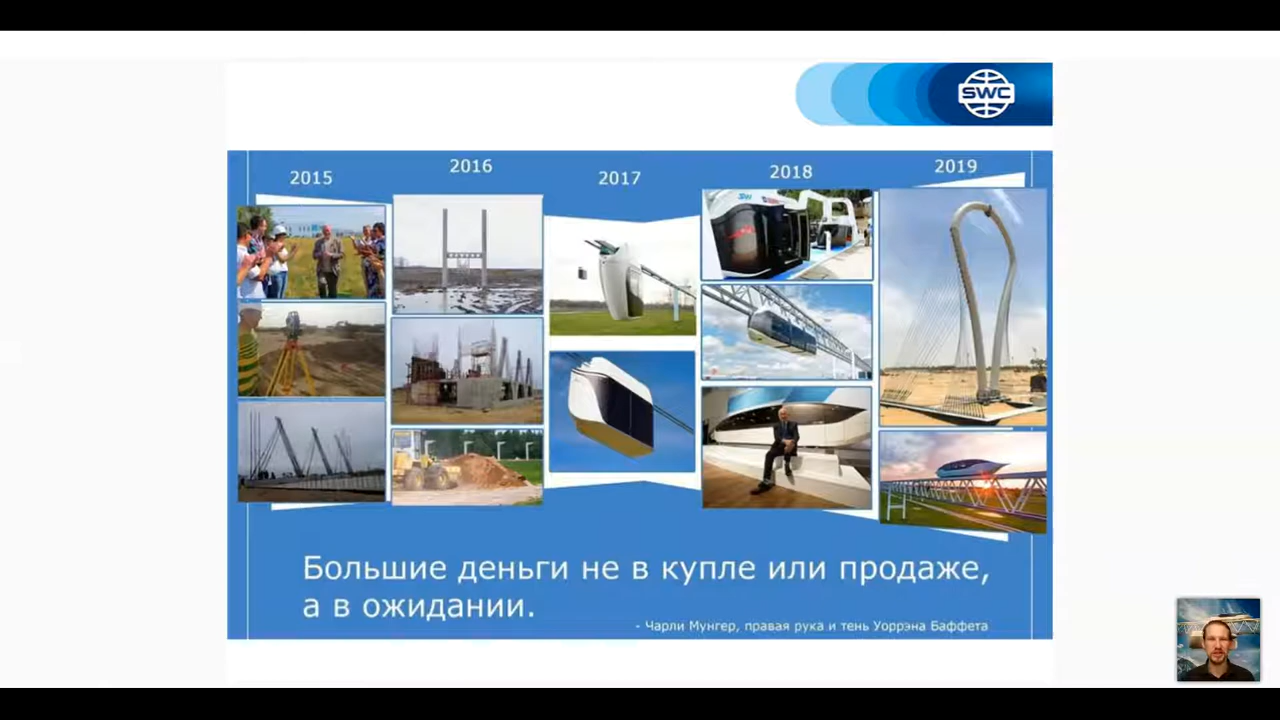 SWC
2015
2016
2017
2018
2019
Большие деньги не в купле или продаже,
а в ожидании.
- Чарли Мунгер, правая рука и тень Уоррэна Баффета